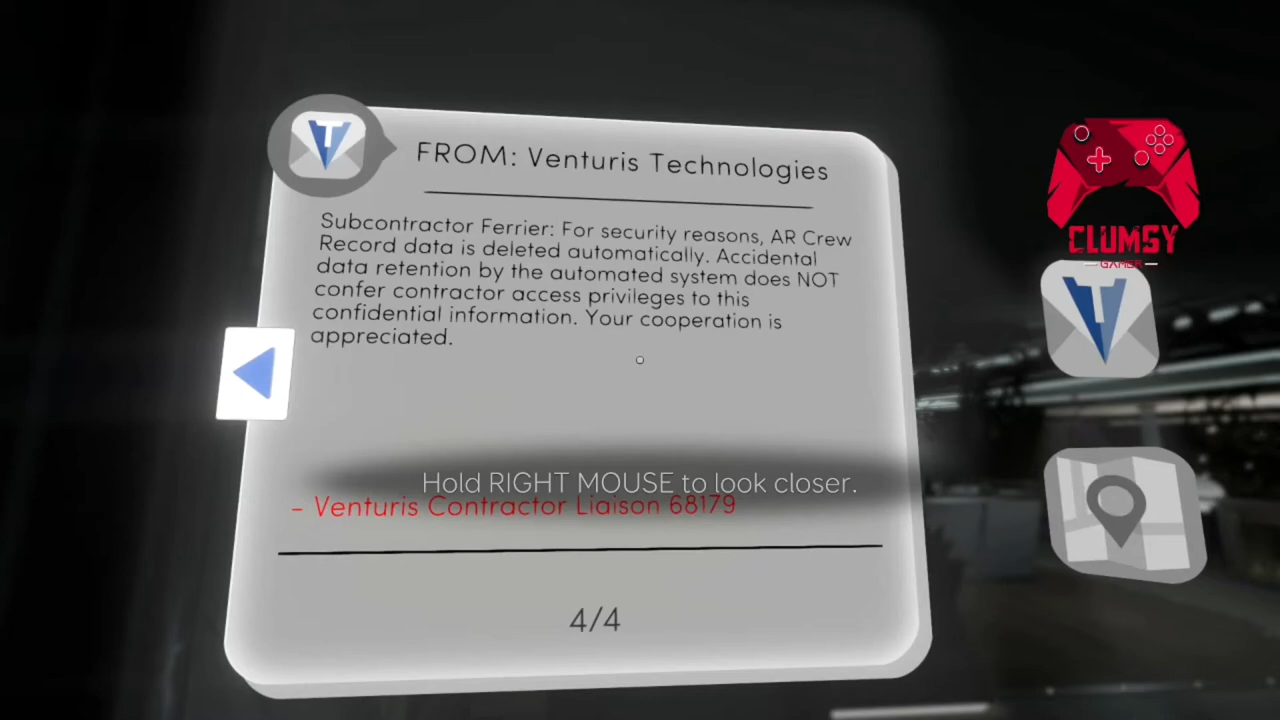 FROM: Venturis Technologies
Subcontractor Ferrier: For security reasons, AR Crew
Record data is deleted automatically. Accidental
data retention by the automated system does NOT
confer contractor access privileges to this
confidential information. Your cooperation is
appreciated.
Hold RIGHT MOUSE to look closer.
– Venturis Contractor Liaison 68179
4/4
CLUMSY
GAMER